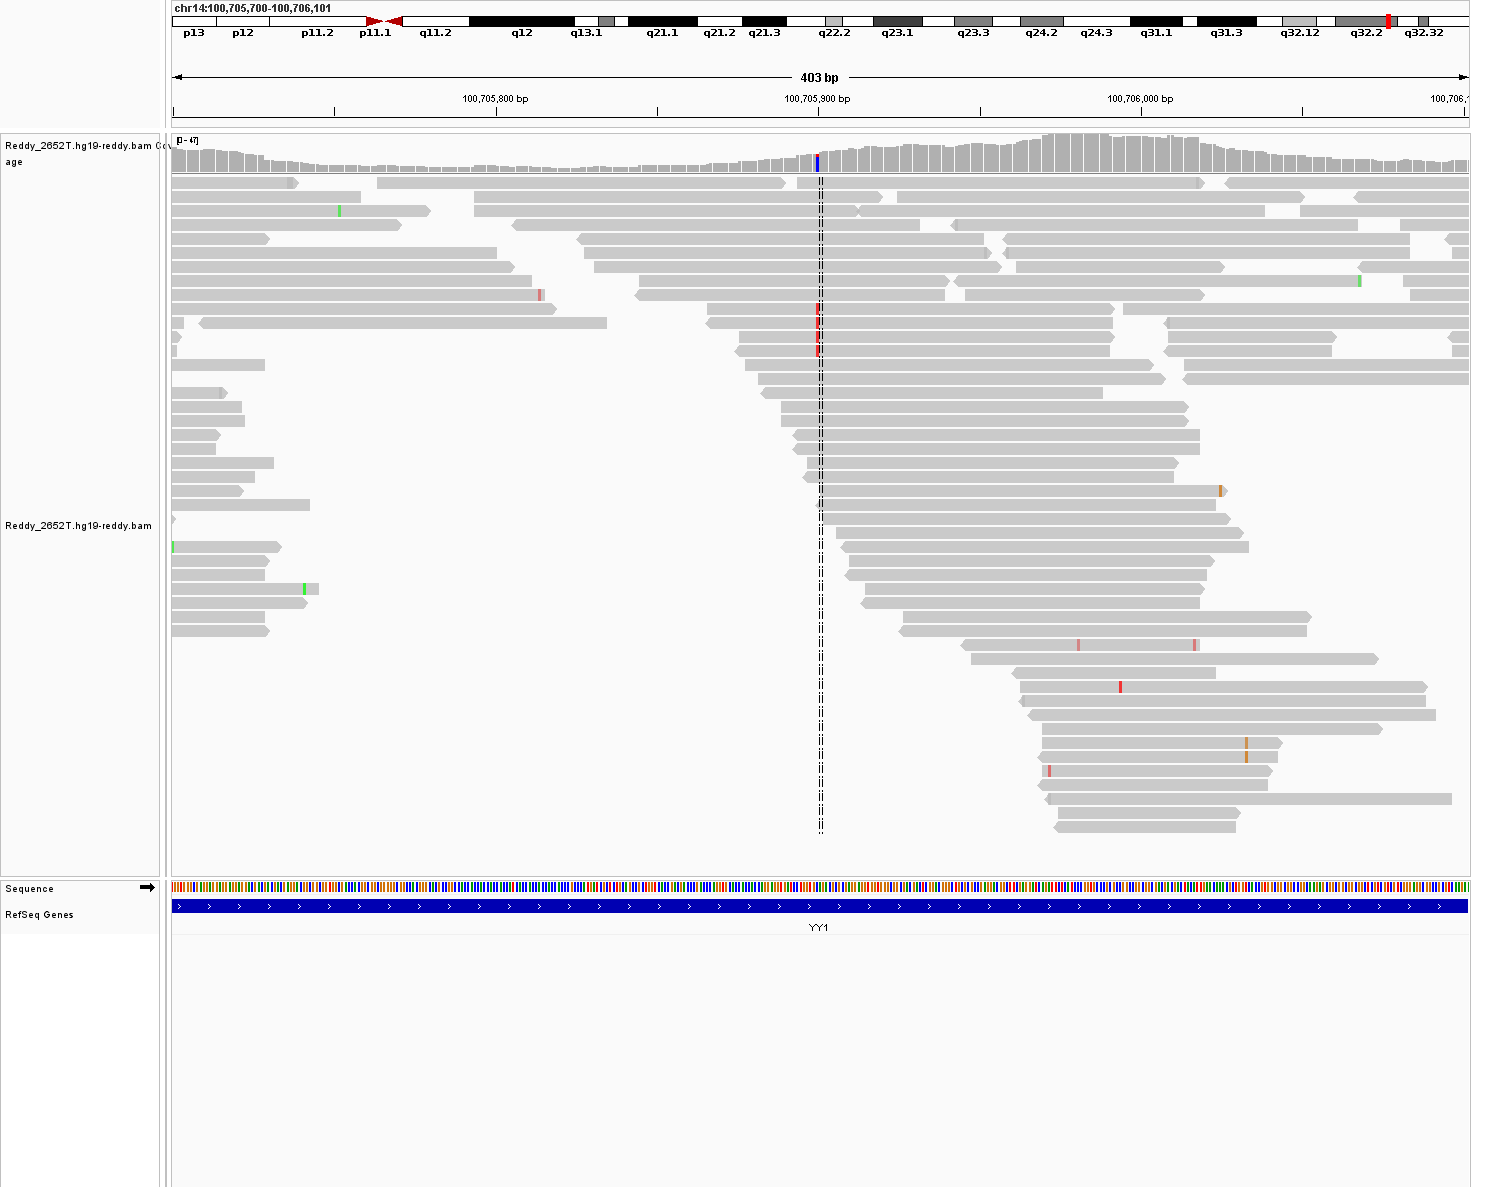 chr14:100,705,700-100,706,101
p13 p12 p11.2 p11.1 q11.2 q12 q13.1 q21.1 q21.2 q21.3 q22.2 q23.1 q23.3 q24.2 q24.3 q31.1 q31.3 q32.12 q32.2 q32.32
403 bp
100,705,800 bp 100,705,900 bp 100,706,000 bp 100,706,1
Reddy_2652T.hg19-reddy.bam Cov
age
[0 - 47]
Reddy_2652T.hg19-reddy.bam
Sequence
RefSeq Genes
YY1